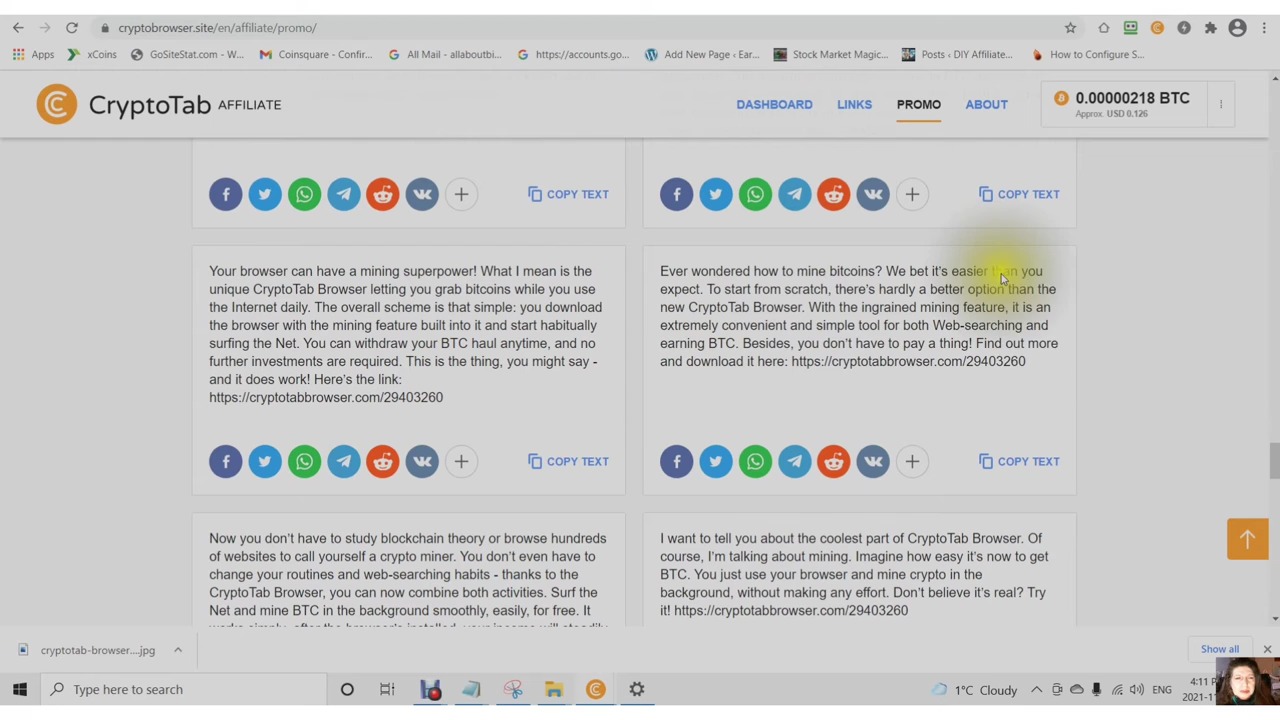 cryptobrowser.site/en/affiliate/promo/
Apps
xCoins
GoSiteStat.com - W...
Coinsquare - Confir...
All Mail - allaboutbi...
https://accounts.go...
Add New Page ‹ Ear...
Stock Market Magic...
Posts ‹ DIY Affiliate...
How to Configure S...
CryptoTab AFFILIATE
DASHBOARD
LINKS
PROMO
ABOUT
0.00000218 BTC
Approx. USD 0.126
COPY TEXT
COPY TEXT
Your browser can have a mining superpower! What I mean is the
unique CryptoTab Browser letting you grab bitcoins while you use
the Internet daily. The overall scheme is that simple: you download
the browser with the mining feature built into it and start habitually
surfing the Net. You can withdraw your BTC haul anytime, and no
further investments are required. This is the thing, you might say -
and it does work! Here's the link:
https://cryptotabbrowser.com/29403260
COPY TEXT
Ever wondered how to mine bitcoins? We bet it's easier than you
expect. To start from scratch, there's hardly a better option than the
new CryptoTab Browser. With the ingrained mining feature, it is an
extremely convenient and simple tool for both Web-searching and
earning BTC. Besides, you don't have to pay a thing! Find out more
and download it here: https://cryptotabbrowser.com/29403260
COPY TEXT
Now you don't have to study blockchain theory or browse hundreds
of websites to call yourself a crypto miner. You don't even have to
change your routines and web-searching habits - thanks to the
CryptoTab Browser, you can now combine both activities. Surf the
Net and mine BTC in the background smoothly, easily, for free. It
works simply: after the browser's installed, your income will steadily
I want to tell you about the coolest part of CryptoTab Browser. Of
course, I'm talking about mining. Imagine how easy it's now to get
BTC. You just use your browser and mine crypto in the
background, without making any effort. Don't believe it's real? Try
it! https://cryptotabbrowser.com/29403260
cryptotab-browser....jpg
Show all
Type here to search
1°C Cloudy
ENG
4:11
2021-1